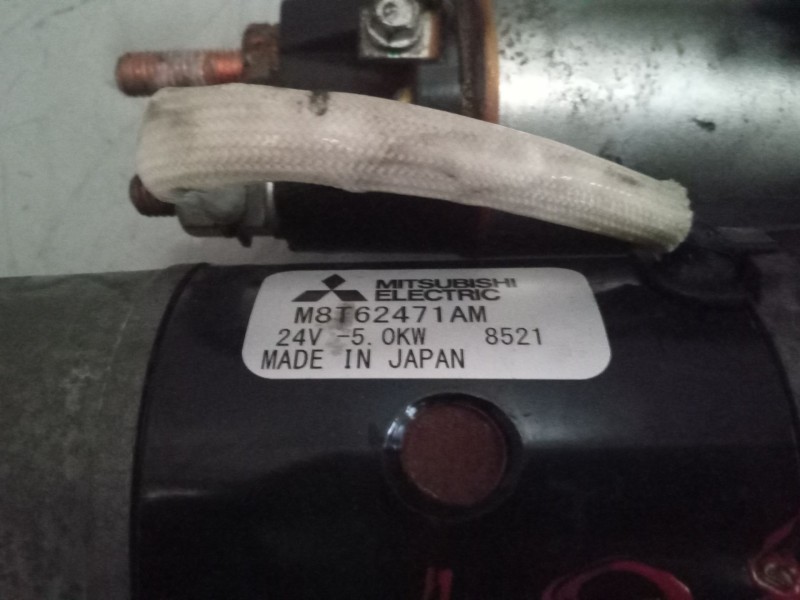 MITSUBISHI
ELECTRIC
M8T62471AM
24V -5.0KW 8521
MADE IN JAPAN